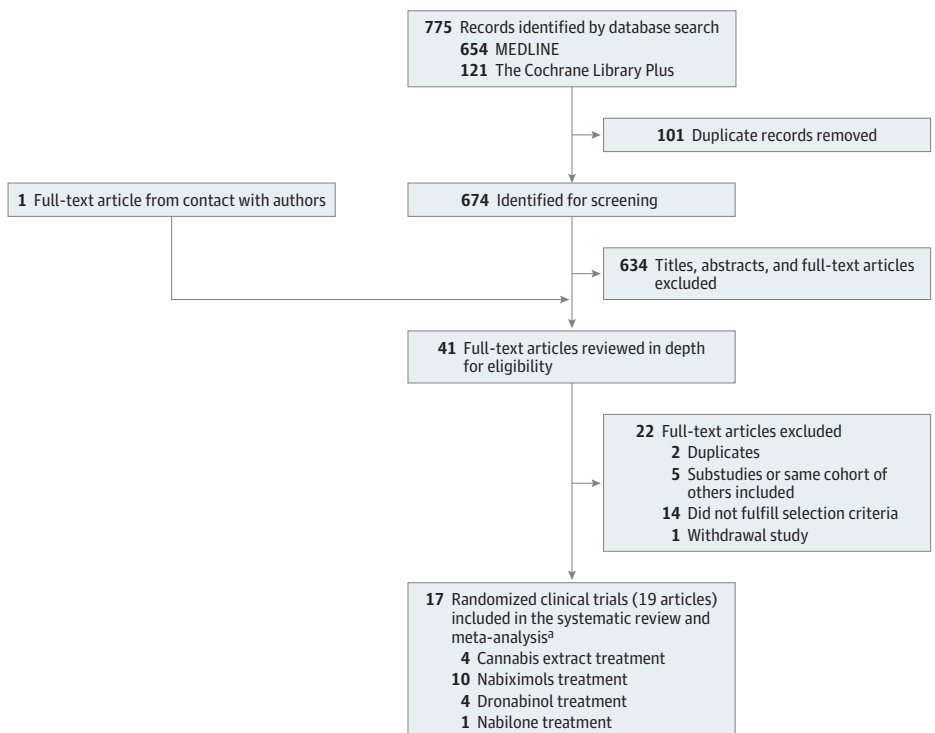 775 Records identified by database search
654 MEDLINE
121 The Cochrane Library Plus
101 Duplicate records removed
1 Full-text article from contact with authors
674 Identified for screening
634 Titles, abstracts, and full-text articles
excluded
41 Full-text articles reviewed in depth
for eligibility
22 Full-text articles excluded
2 Duplicates
5 Substudies or same cohort of
others included
14 Did not fulfill selection criteria
1 Withdrawal study
17 Randomized clinical trials (19 articles)
included in the systematic review and
meta-analysisa
4 Cannabis extract treatment
10 Nabiximols treatment
4 Dronabinol treatment
1 Nabilone treatment